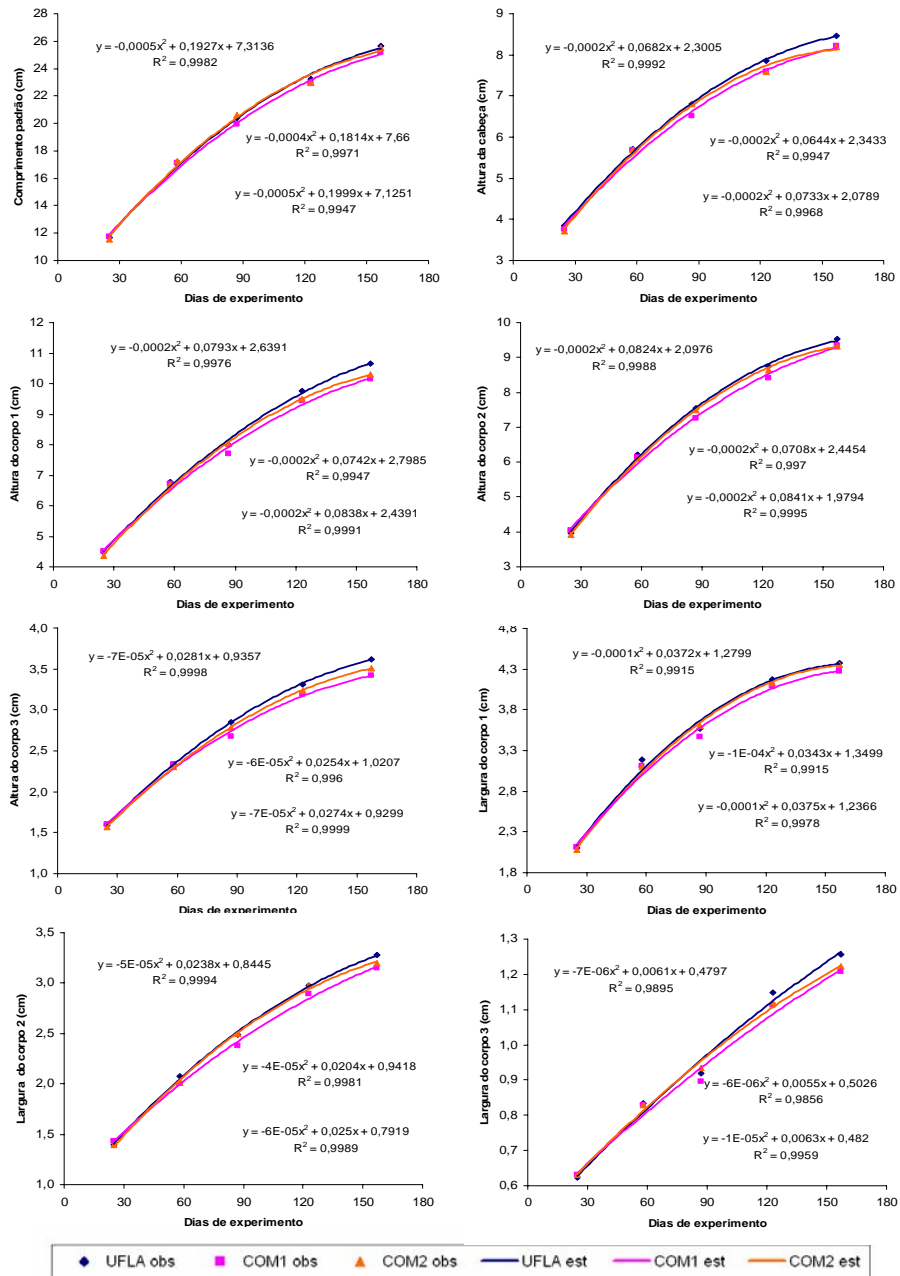 Comprimento padrão (cm)
28
26
24
22
20
18
16
14
12
10
y = -0,0005x² + 0,1927x + 7,3136
R² = 0,9982
y = -0,0004x² + 0,1814x + 7,66
R² = 0,9971
y = -0,0005x² + 0,1999x + 7,1251
R² = 0,9947
0 30 60 90 120 150 180
Dias de experimento
Altura da cabeça (cm)
9
8
7
6
5
4
3
y = -0,0002x² + 0,0682x + 2,3005
R² = 0,9992
y = -0,0002x² + 0,0644x + 2,3433
R² = 0,9947
y = -0,0002x² + 0,0733x + 2,0789
R² = 0,9968
0 30 60 90 120 150 180
Dias de experimento
Altura do corpo 1 (cm)
12
11
10
9
8
7
6
5
4
y = -0,0002x² + 0,0793x + 2,6391
R² = 0,9976
y = -0,0002x² + 0,0742x + 2,7985
R² = 0,9947
y = -0,0002x² + 0,0838x + 2,4391
R² = 0,9991
0 30 60 90 120 150 180
Dias de experimento
Altura do corpo 2 (cm)
10
9
8
7
6
5
4
3
y = -0,0002x² + 0,0824x + 2,0976
R² = 0,9988
y = -0,0002x² + 0,0708x + 2,4454
R² = 0,997
y = -0,0002x² + 0,0841x + 1,9794
R² = 0,9995
0 30 60 90 120 150 180
Dias de experimento
Altura do corpo 3 (cm)
4,0
3,5
3,0
2,5
2,0
1,5
1,0
y = -7E-05x² + 0,0281x + 0,9357
R² = 0,9998
y = -6E-05x² + 0,0254x + 1,0207
R² = 0,996
y = -7E-05x² + 0,0274x + 0,9299
R² = 0,9999
0 30 60 90 120 150 180
Dias de experimento
Largura do corpo 1 (cm)
4,8
4,3
3,8
3,3
2,8
2,3
1,8
y = -0,0001x² + 0,0372x + 1,2799
R² = 0,9915
y = -1E-04x² + 0,0343x + 1,3499
R² = 0,9915
y = -0,0001x² + 0,0375x + 1,2366
R² = 0,9978
0 30 60 90 120 150 180
Dias de experimento
Largura do corpo 2 (cm)
3,5
3,0
2,5
2,0
1,5
1,0
y = -5E-05x² + 0,0238x + 0,8445
R² = 0,9994
y = -4E-05x² + 0,0204x + 0,9418
R² = 0,9981
y = -6E-05x² + 0,025x + 0,7919
R² = 0,9989
0 30 60 90 120 150 180
Dias de experimento
Largura do corpo 3 (cm)
1,3
1,2
1,1
1,0
0,9
0,8
0,7
0,6
y = -7E-06x² + 0,0061x + 0,4797
R² = 0,9895
y = -6E-06x² + 0,0055x + 0,5026
R² = 0,9856
y = -1E-05x² + 0,0063x + 0,482
R² = 0,9959
0 30 60 90 120 150 180
Dias de experimento
UFLA obs COM1 obs COM2 obs UFLA est COM1 est COM2 est